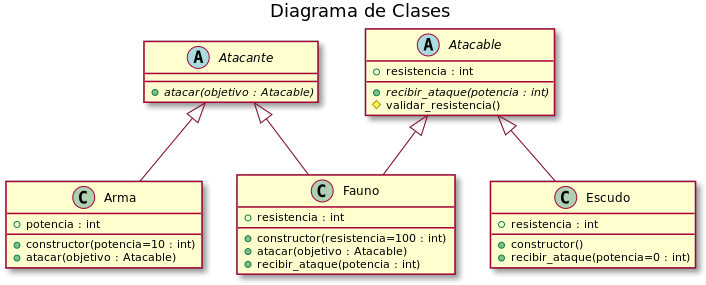 Diagrama de Clases
A Atacante
atacar(objetivo : Atacable)
A Atacable
resistencia : int
recibir_ataque(potencia : int)
validar_resistencia()
C Arma
potencia : int
constructor(potencia=10 : int)
atacar(objetivo : Atacable)
C Fauno
resistencia : int
constructor(resistencia=100 : int)
atacar(objetivo : Atacable)
recibir_ataque(potencia : int)
C Escudo
resistencia : int
constructor()
recibir_ataque(potencia=0 : int)